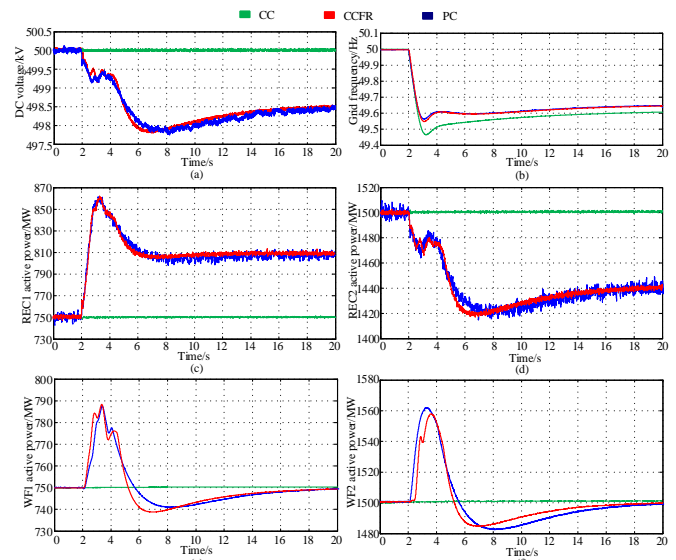 CC CCFR PC
500.5
500
499.5
499
498.5
498
497.5
DC voltage/kV
0 2 4 6 8 10 12 14 16 18 20
Time/s
(a)
50.1
50
49.9
49.8
49.7
49.6
49.5
49.4
Grid frequency/Hz
0 2 4 6 8 10 12 14 16 18 20
Time/s
(b)
870
850
830
810
790
770
750
730
REC1 active power/MW
0 2 4 6 8 10 12 14 16 18 20
Time/s
(c)
1520
1500
1480
1460
1440
1420
1400
REC2 active power/MW
0 2 4 6 8 10 12 14 16 18 20
Time/s
(d)
800
790
780
770
760
750
740
730
WF1 active power/MW
0 2 4 6 8 10 12 14 16 18 20
Time/s
1580
1560
1540
1520
1500
1480
WF2 active power/MW
0 2 4 6 8 10 12 14 16 18 20
Time/s